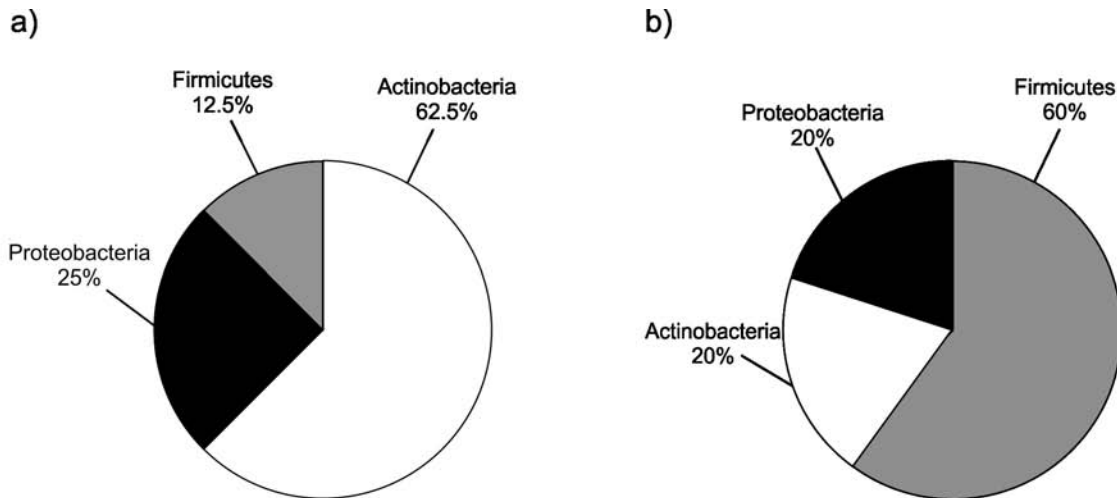 a)
Firmicutes
12.5%
Actinobacteria
62.5%
Proteobacteria
25%
b)
Firmicutes
60%
Proteobacteria
20%
Actinobacteria
20%